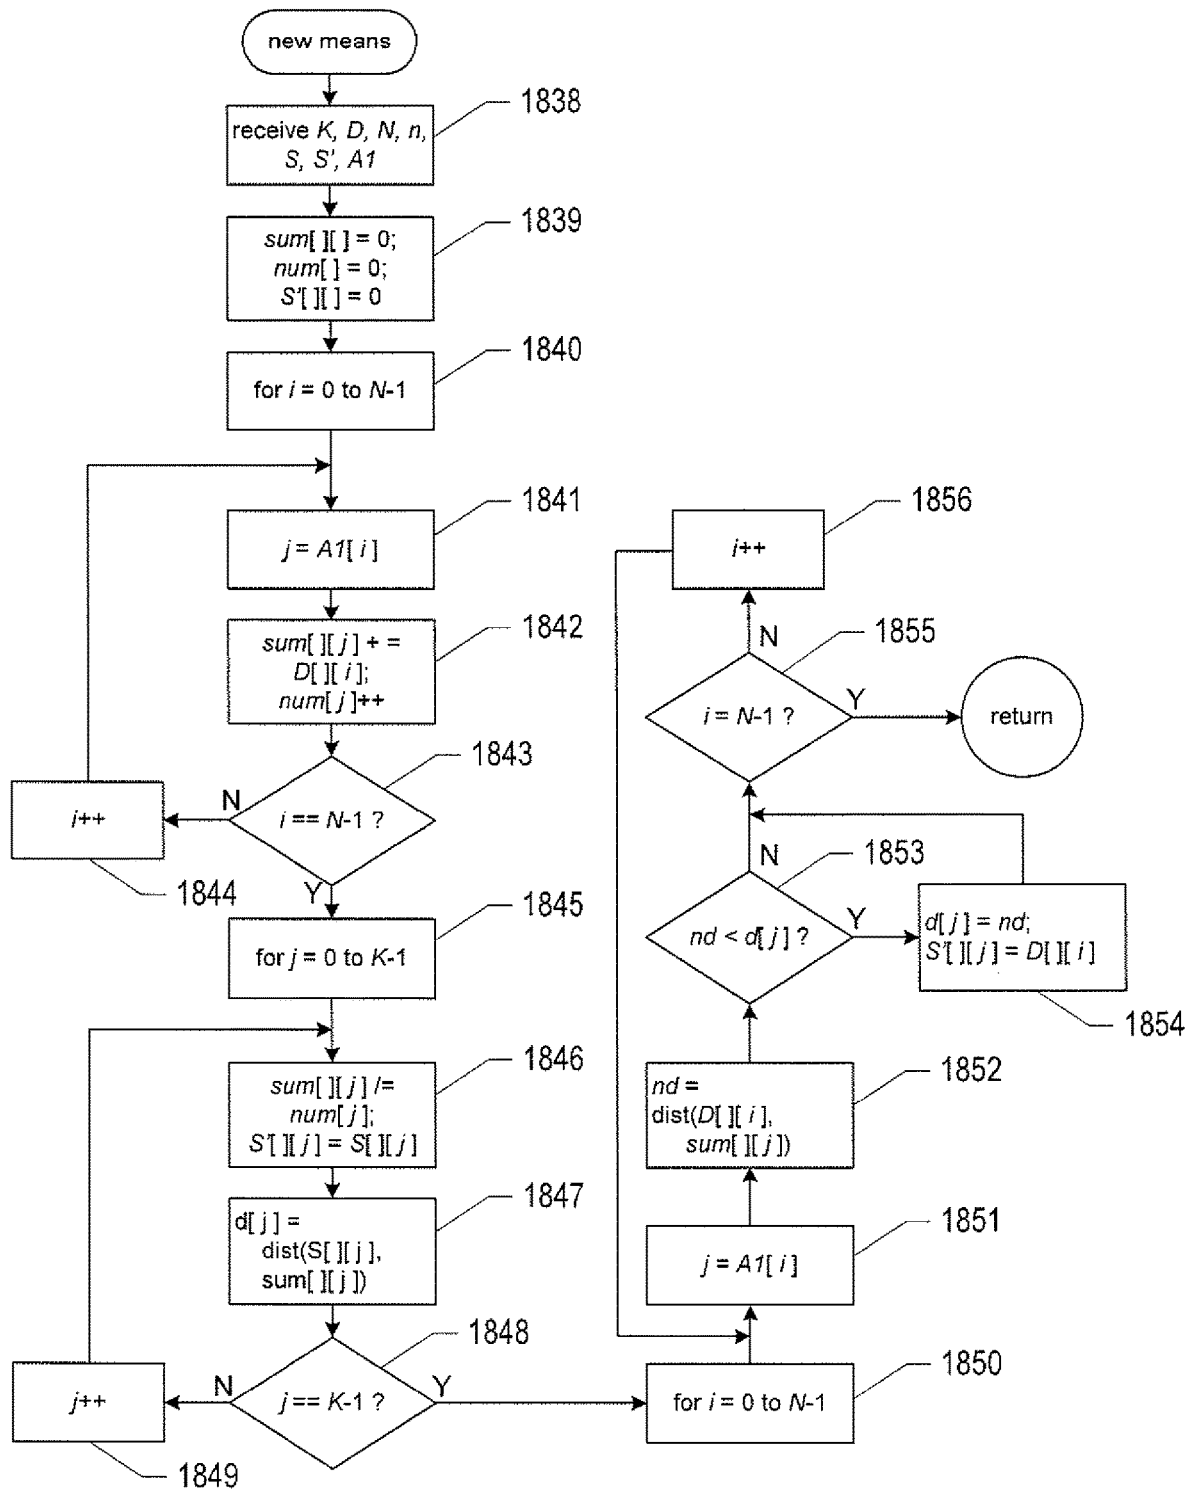 new means
1838
receive K, D, N, n,
S, S', A1
1839
sum[ ][ ] = 0;
num[ ] = 0;
S'[ ][ ] = 0
1840
for i = 0 to N-1
1841
j = A1[ i ]
1842
sum[ ][ j ] + =
D[ ][ i ];
num[ j ]++
1843
i == N-1 ?
N
Y
i++
1844
1845
for j = 0 to K-1
1846
sum[ ][ j ] /=
num[ j ];
S'[ ][ j ] = S[ ][ j ]
1847
d[ j ] =
dist(S[ ][ j ],
sum[ ][ j ])
1848
j == K-1 ?
N
Y
j++
1849
1850
for i = 0 to N-1
1851
j = A1[ i ]
1852
nd =
dist(D[ ][ i ],
sum[ ][ j ])
1853
nd < d[ j ] ?
N
Y
d[ j ] = nd;
S'[ ][ j ] = D[ ][ i ]
1854
1855
i = N-1 ?
N
Y
return
1856
i++